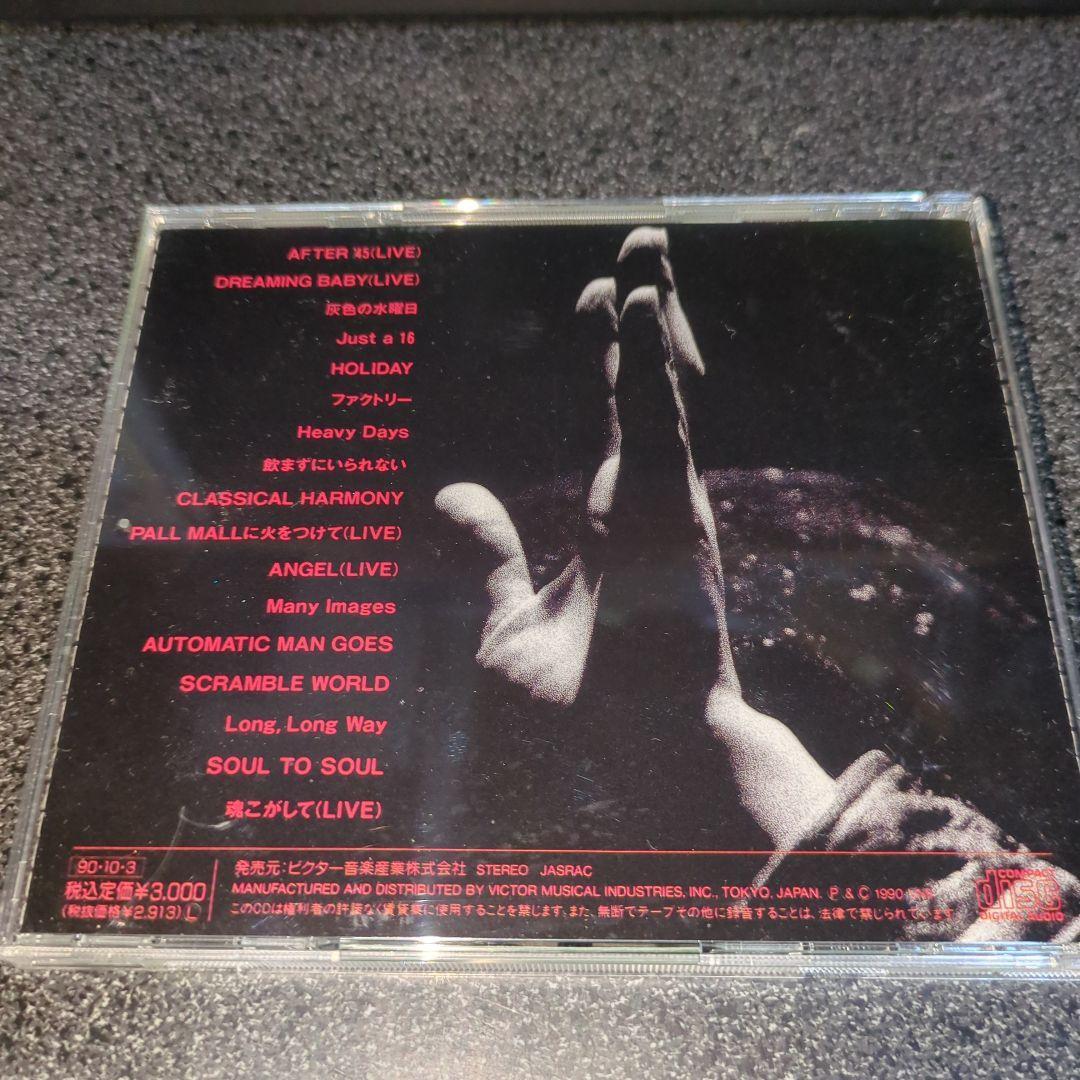 AFTER '45(LIVE)
DREAMING BABY(LIVE)
灰色の水曜日
Just a 16
HOLIDAY
ファクトリー
Heavy Days
飲まずにいられない
CLASSICAL HARMONY
PALL MALLに火をつけて(LIVE)
ANGEL(LIVE)
Many Images
AUTOMATIC MAN GOES
SCRAMBLE WORLD
Long, Long Way
SOUL TO SOUL
魂こがして(LIVE)
90・10・3
税込定価¥3,000
(税抜価格¥2,913) L
発売元:ビクター音楽産業株式会社 STEREO JASRAC
MANUFACTURED AND DISTRIBUTED BY VICTOR MUSICAL INDUSTRIES, INC., TOKYO, JAPAN. Ⓟ & Ⓒ 1990
このCDは権利者の許諾なく賃貸業に使用することを禁じます。また、無断でテープその他に録音することは、法律で禁じられています。
COMPACT
disc
DIGITAL AUDIO